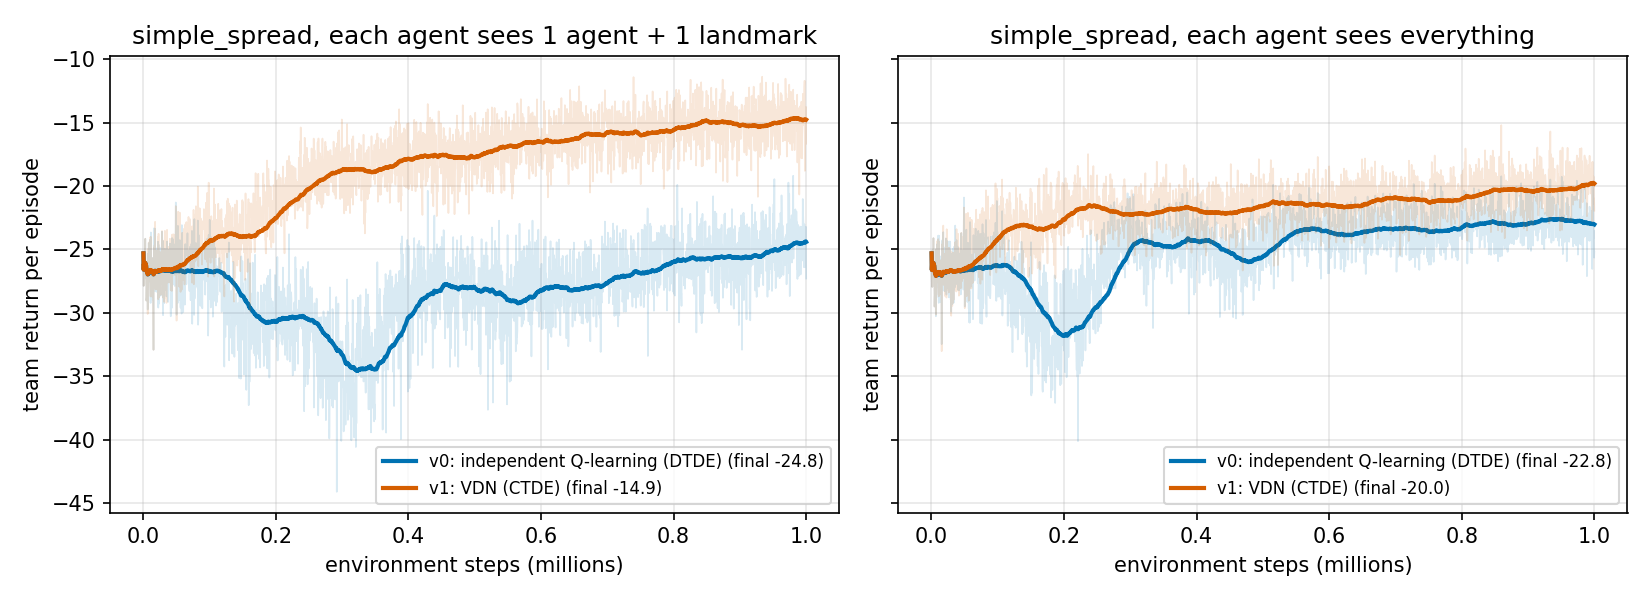 simple_spread, each agent sees 1 agent + 1 landmark
−10
−15
−20
−25
−30
−35
−40
−45
team return per episode
v0: independent Q-learning (DTDE) (final -24.8)
v1: VDN (CTDE) (final -14.9)
0.0 0.2 0.4 0.6 0.8 1.0
environment steps (millions)
simple_spread, each agent sees everything
team return per episode
v0: independent Q-learning (DTDE) (final -22.8)
v1: VDN (CTDE) (final -20.0)
0.0 0.2 0.4 0.6 0.8 1.0
environment steps (millions)